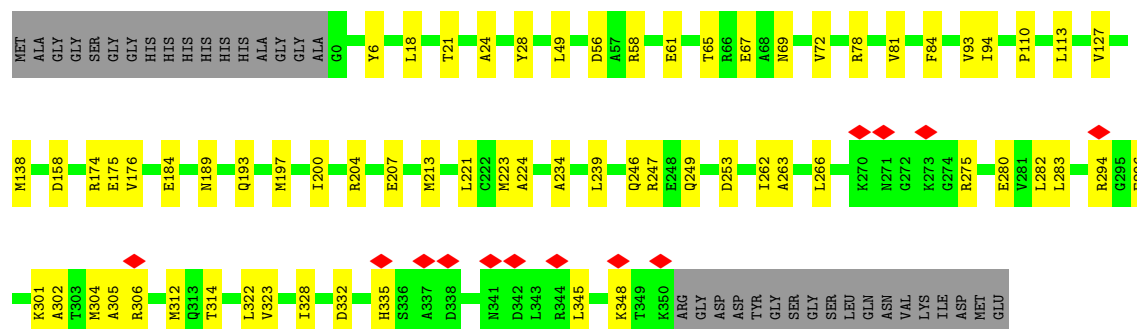 MET ALA GLY GLY SER GLY GLY HIS HIS HIS HIS HIS HIS ALA GLY GLY ALA G0 Y6 L18 T21 A24 Y28 L49 D56 A57 R58 E61 T65 R66 E67 A68 N69 V72 R78 V81 F84 V93 I94 P110 L113 V127
M138 D158 R174 E175 V176 E184 N189 Q193 M197 I200 R204 E207 M213 L221 C222 M223 A224 A234 L239 Q246 R247 E248 Q249 D253 I262 A263 L266 K270 N271 G272 K273 G274 R275 E280 V281 L282 L283 R294 G295
K301 A302 T303 M304 A305 R306 M312 Q313 T314 L322 V323 I328 D332 H335 S336 A337 D338 N341 D342 L343 R344 L345 K348 T349 K350 ARG GLY ASP ASP TYR GLY SER GLY SER LEU GLN ASN VAL LYS ILE ASP MET GLU